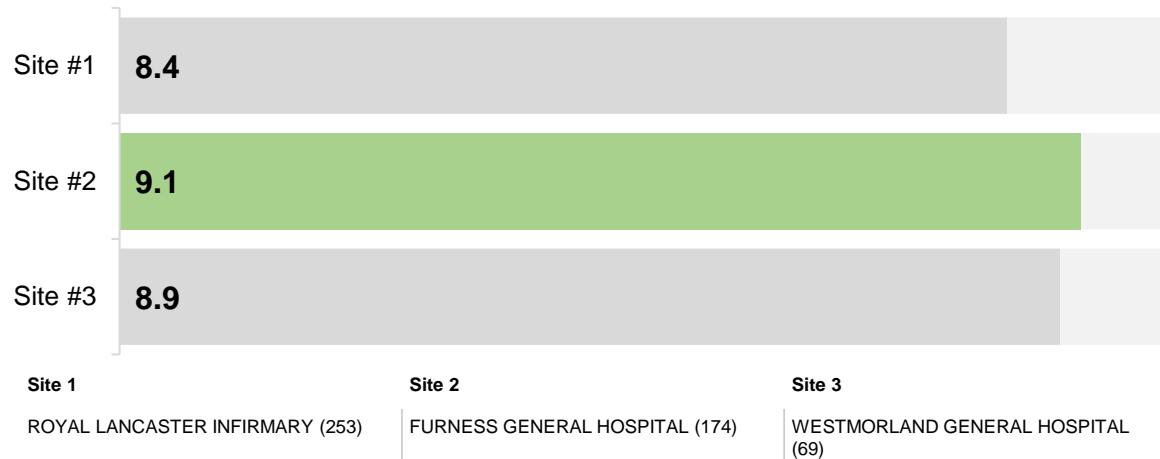 Site #1
8.4
Site #2
9.1
Site #3
8.9
Site 1
ROYAL LANCASTER INFIRMARY (253)
Site 2
FURNESS GENERAL HOSPITAL (174)
Site 3
WESTMORLAND GENERAL HOSPITAL
(69)